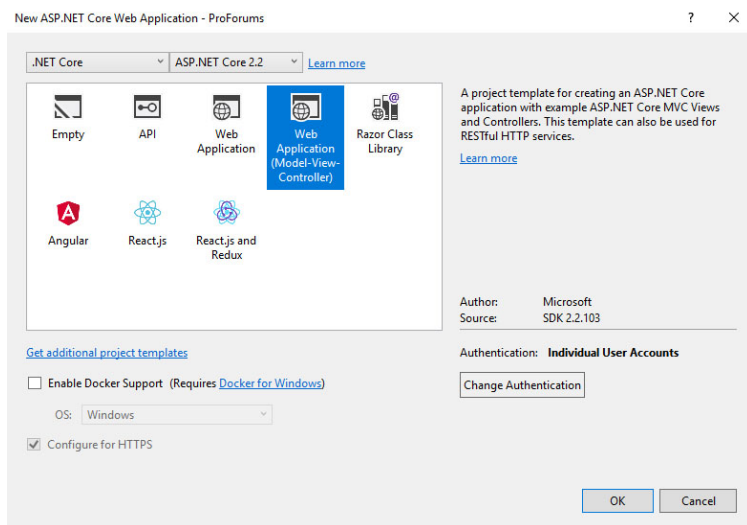 New ASP.NET Core Web Application - ProForums
? ×
.NET Core
ASP.NET Core 2.2
Learn more
Empty
API
Web
Application
Web
Application
(Model-View-
Controller)
Razor Class
Library
Angular
React.js
React.js and
Redux
A project template for creating an ASP.NET Core
application with example ASP.NET Core MVC Views
and Controllers. This template can also be used for
RESTful HTTP services.
Learn more
Author: Microsoft
Source: SDK 2.2.103
Get additional project templates
Authentication: Individual User Accounts
Enable Docker Support (Requires Docker for Windows)
Change Authentication
OS: Windows
Configure for HTTPS
OK
Cancel